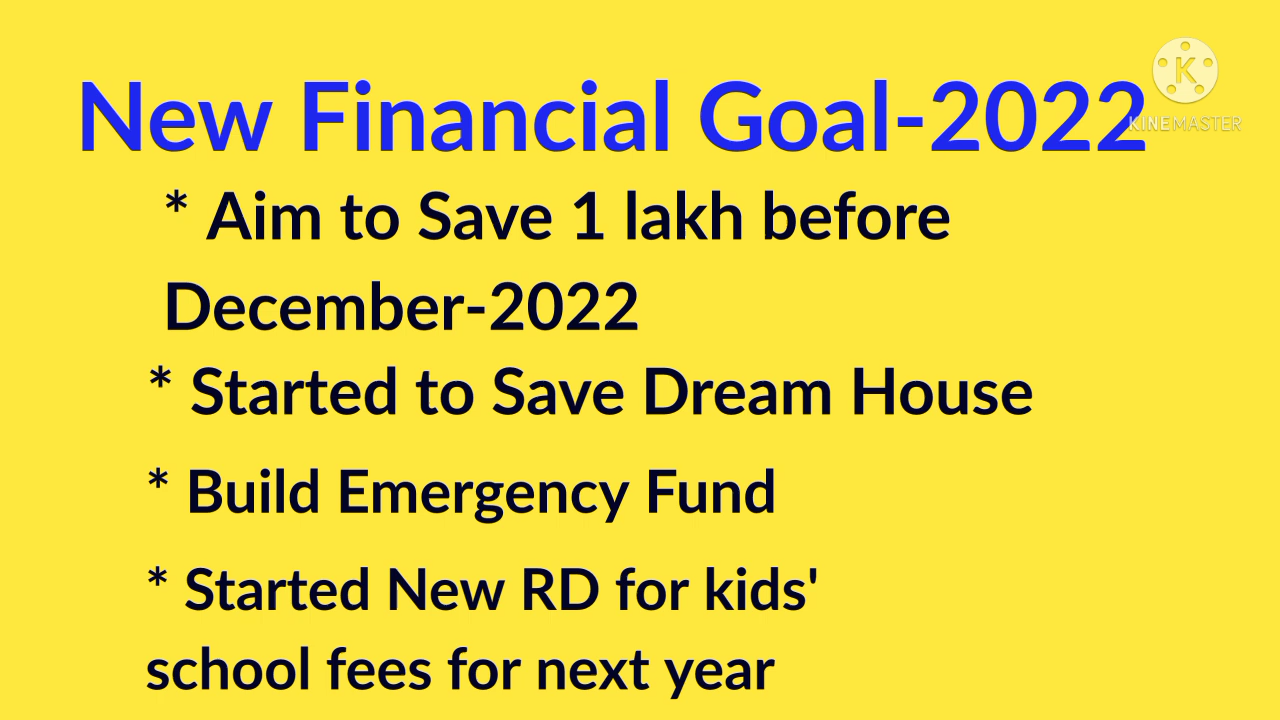 New Financial Goal-2022
K
KINEMASTER
* Aim to Save 1 lakh before
December-2022
* Started to Save Dream House
* Build Emergency Fund
* Started New RD for kids'
school fees for next year